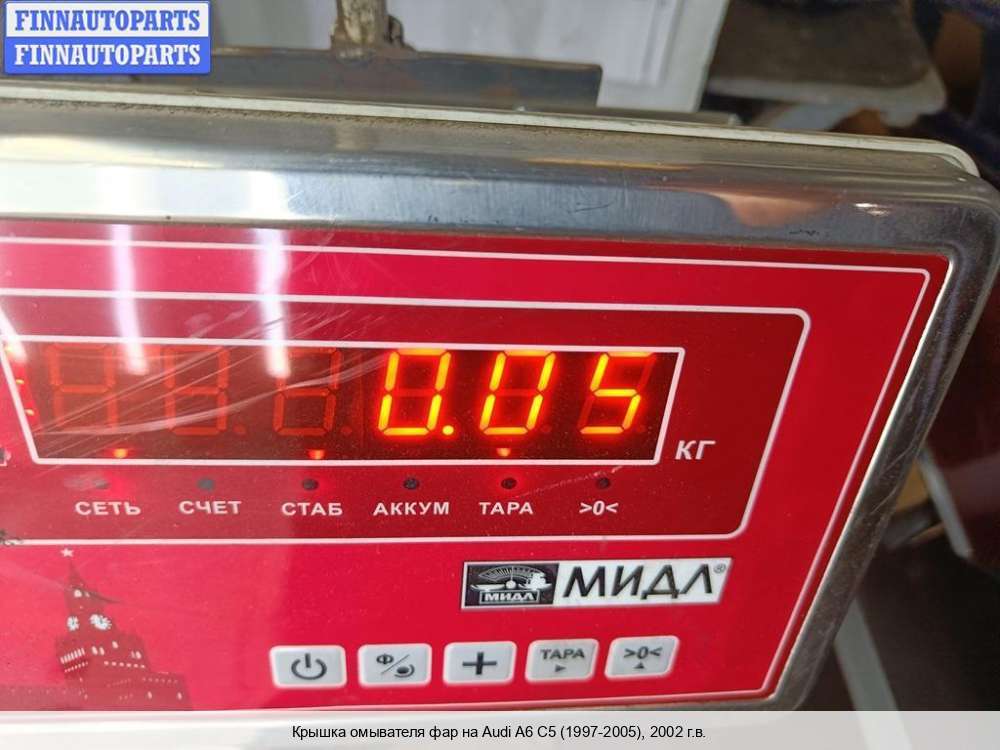 FINNAUTOPARTS
FINNAUTOPARTS
0.05
КГ
СЕТЬ СЧЕТ СТАБ АККУМ ТАРА >0<
МИДЛ МИДЛ®
Ф ТАРА >0<
Крышка омывателя фар на Audi A6 C5 (1997-2005), 2002 г.в.